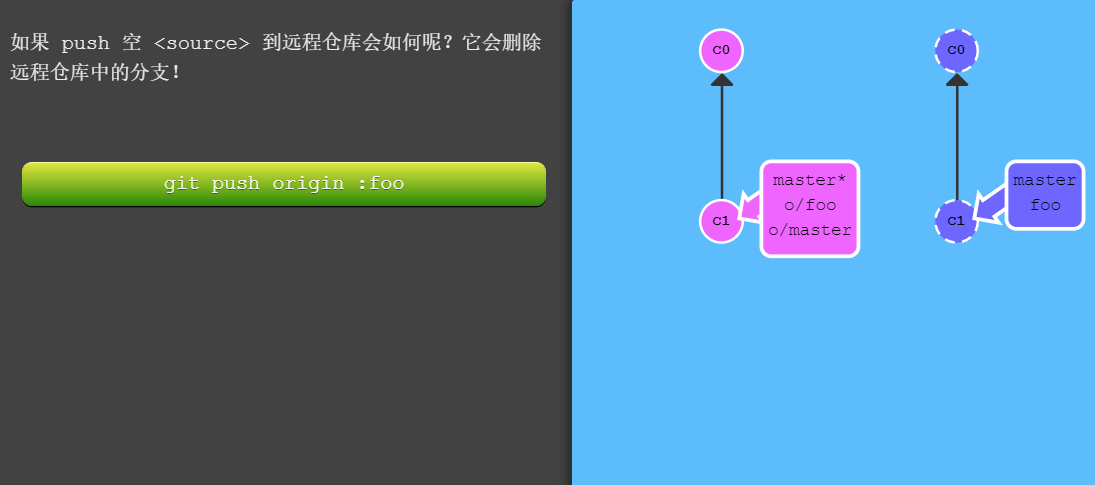 如果 push 空 <source> 到远程仓库会如何呢？它会删除
远程仓库中的分支！
git push origin :foo
C0
C0
master*
o/foo
o/master
C1
master
foo
C1